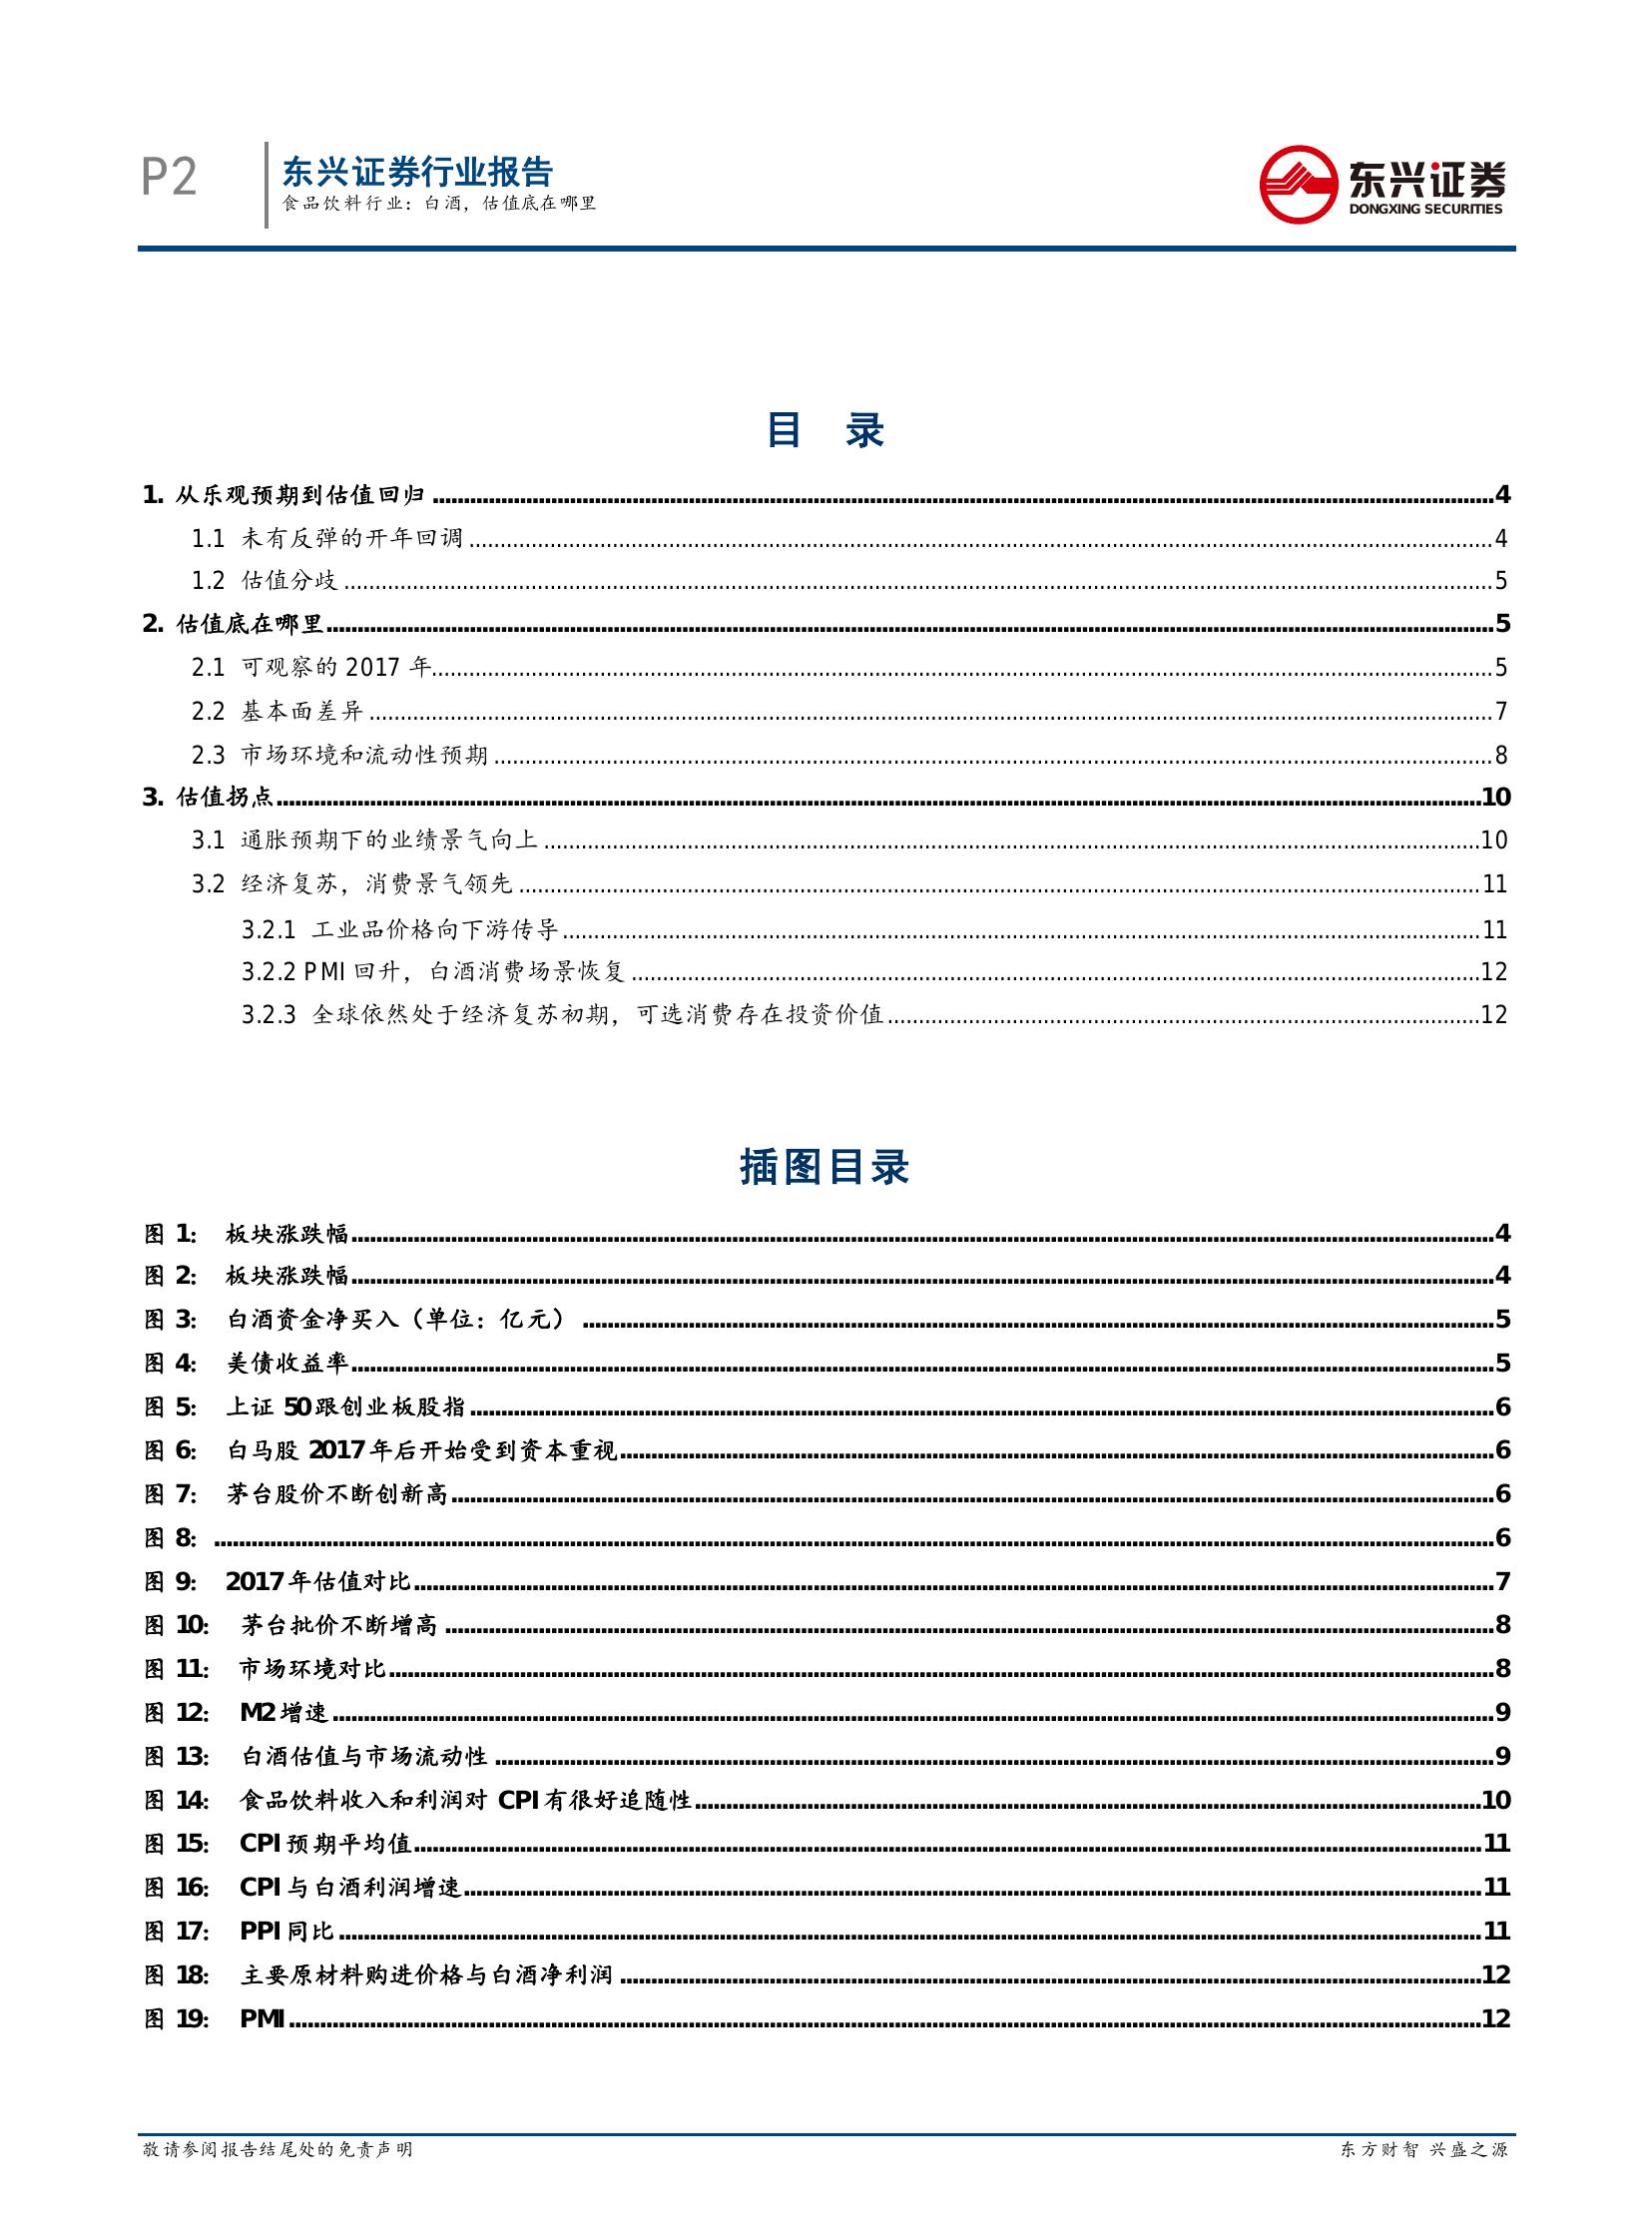 P2
东兴证券行业报告
食品饮料行业：白酒，估值底在哪里
东兴证券
DONGXING SECURITIES
目 录
1. 从乐观预期到估值回归 ........ 4
1.1 未有反弹的开年回调 ........ 4
1.2 估值分歧 ........ 5
2. 估值底在哪里 ........ 5
2.1 可观察的 2017 年 ........ 5
2.2 基本面差异 ........ 7
2.3 市场环境和流动性预期 ........ 8
3. 估值拐点 ........ 10
3.1 通胀预期下的业绩景气向上 ........ 10
3.2 经济复苏，消费景气领先 ........ 11
3.2.1 工业品价格向下游传导 ........ 11
3.2.2 PMI 回升，白酒消费场景恢复 ........ 12
3.2.3 全球依然处于经济复苏初期，可选消费存在投资价值 ........ 12
插图目录
图 1： 板块涨跌幅 ........ 4
图 2： 板块涨跌幅 ........ 4
图 3： 白酒资金净买入（单位：亿元） ........ 5
图 4： 美债收益率 ........ 5
图 5： 上证 50 跟创业板股指 ........ 6
图 6： 白马股 2017 年后开始受到资本重视 ........ 6
图 7： 茅台股价不断创新高 ........ 6
图 8： ........ 6
图 9： 2017 年估值对比 ........ 7
图 10： 茅台批价不断增高 ........ 8
图 11： 市场环境对比 ........ 8
图 12： M2 增速 ........ 9
图 13： 白酒估值与市场流动性 ........ 9
图 14： 食品饮料收入和利润对 CPI 有很好追随性 ........ 10
图 15： CPI 预期平均值 ........ 11
图 16： CPI 与白酒利润增速 ........ 11
图 17： PPI 同比 ........ 11
图 18： 主要原材料购进价格与白酒净利润 ........ 12
图 19： PMI ........ 12
敬请参阅报告结尾处的免责声明
东方财智 兴盛之源